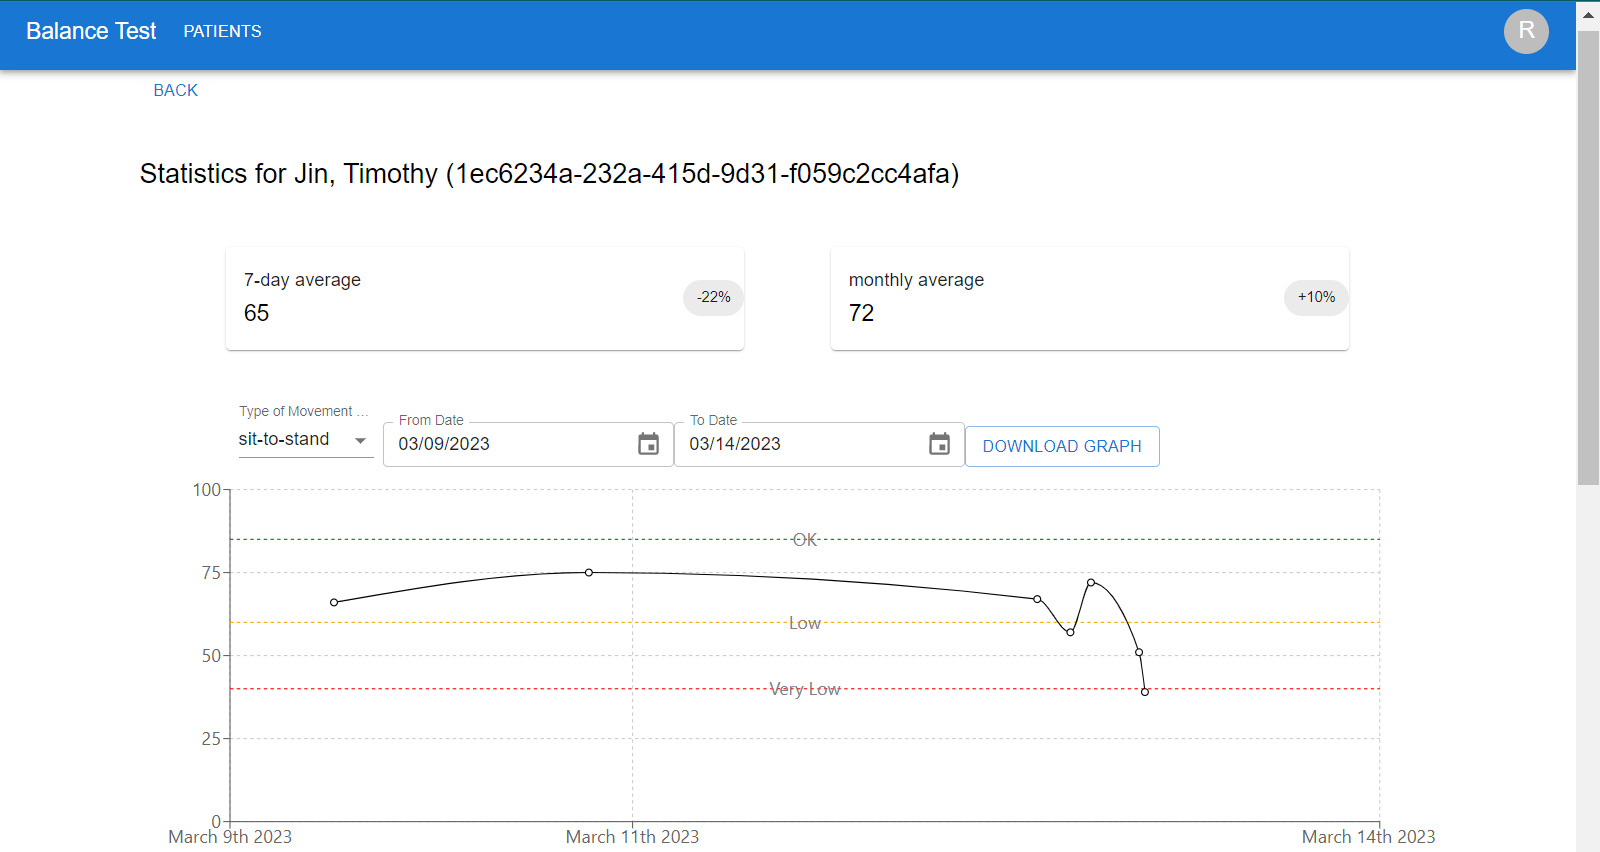 Balance Test PATIENTS R
BACK
Statistics for Jin, Timothy (1ec6234a-232a-415d-9d31-f059c2cc4afa)
7-day average
65
-22%
monthly average
72
+10%
Type of Movement ...
sit-to-stand
From Date
03/09/2023
To Date
03/14/2023
DOWNLOAD GRAPH
100
OK
75
Low
50
Very Low
25
0
March 9th 2023 March 11th 2023 March 14th 2023